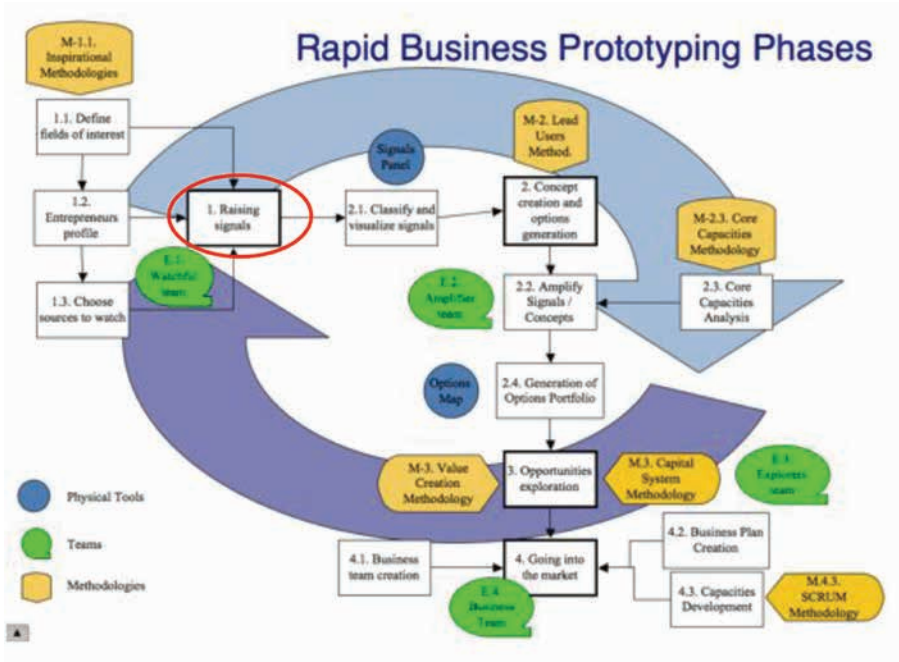 Rapid Business Prototyping Phases
M-1.1.
Inspirational
Methodologies
1.1. Define
fields of interest
1.2.
Entrepreneurs
profile
1.3. Choose
sources to watch
1. Raising
signals
E.1.
Watchful
team
Signals
Panel
2.1. Classify and
visualize signals
M-2. Lead
Users
Method.
2. Concept
creation and
options
generation
M-2.3. Core
Capacities
Methodology
E.2.
Amplifier
team
2.2. Amplify
Signals /
Concepts
2.3. Core
Capacities
Analysis
Options
Map
2.4. Generation of
Options Portfolio
M-3. Value
Creation
Methodology
3. Opportunities
exploration
M.3. Capital
System
Methodology
E.3.
Explorers
team
Physical Tools
Teams
Methodologies
4.1. Business
team creation
4. Going into
the market
E.4.
Business
Team
4.2. Business Plan
Creation
4.3. Capacities
Development
M.4.3.
SCRUM
Methodology